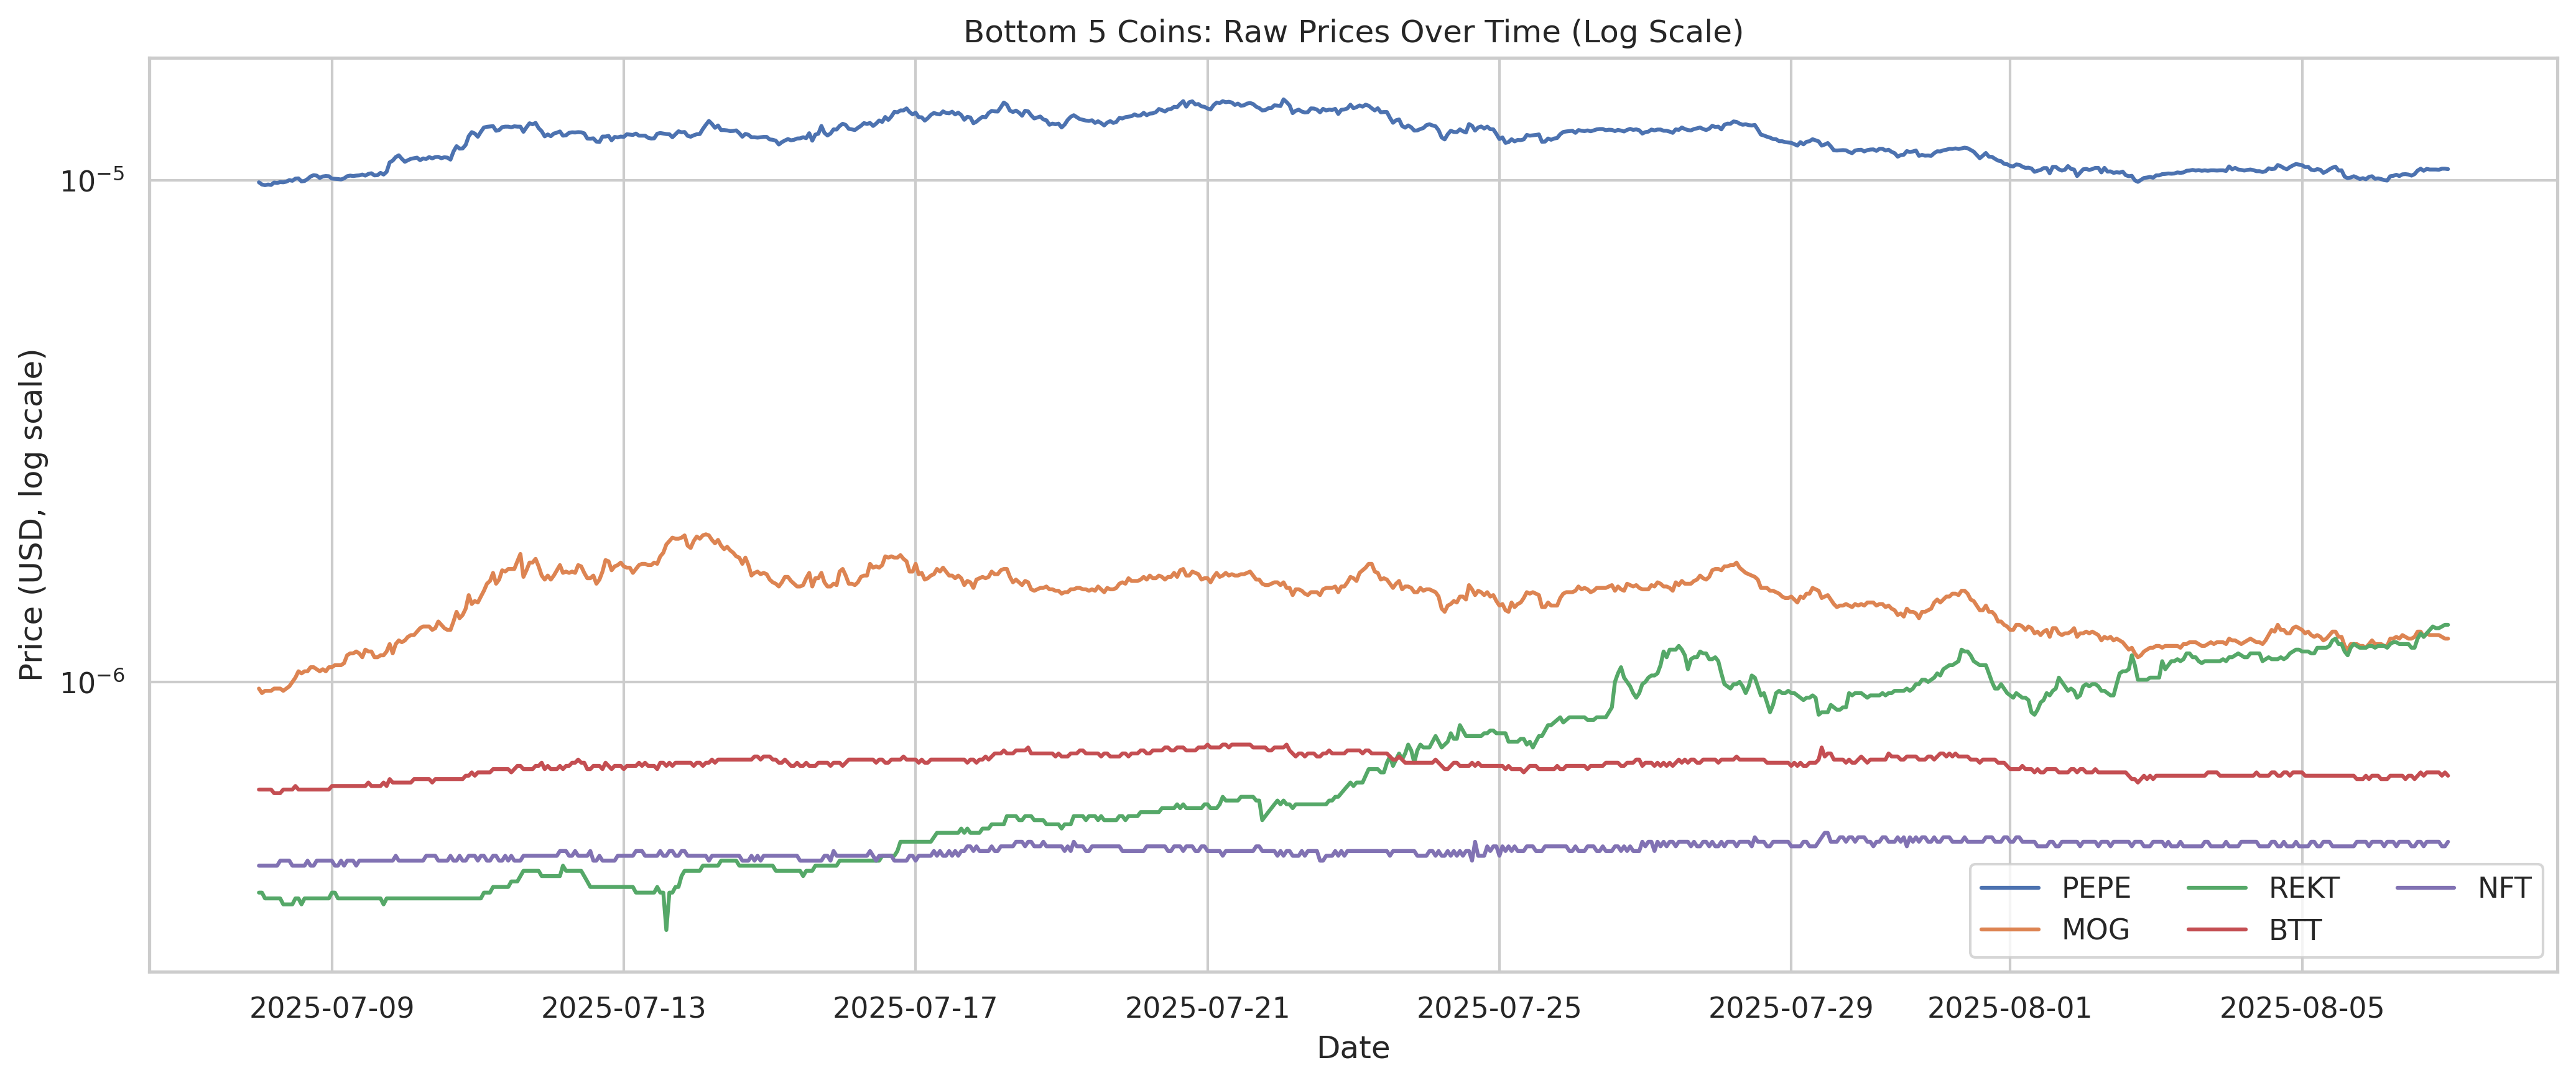 Bottom 5 Coins: Raw Prices Over Time (Log Scale)
Price (USD, log scale)
10⁻⁵
10⁻⁶
PEPE REKT NFT
MOG BTT
2025-07-09 2025-07-13 2025-07-17 2025-07-21 2025-07-25 2025-07-29 2025-08-01 2025-08-05
Date